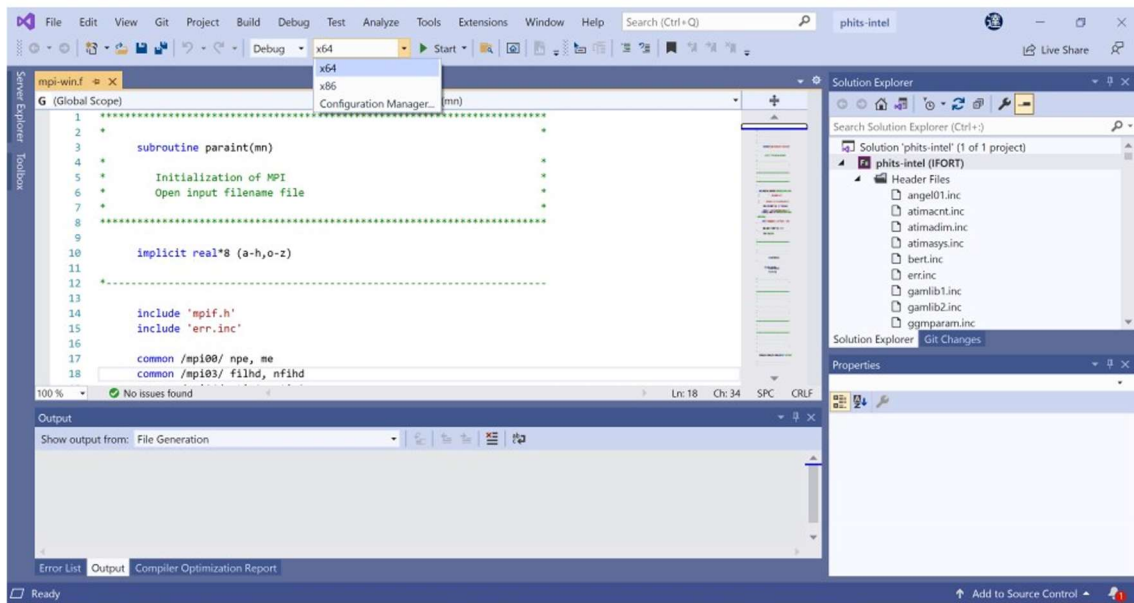 File Edit View Git Project Build Debug Test Analyze Tools Extensions Window Help Search (Ctrl+Q) phits-intel
Debug x64 Start Live Share
x64
x86
Configuration Manager...
Server Explorer
Toolbox
mpi-win.f
G (Global Scope) (mn)
1 **************************************************************************
2 * *
3 subroutine paraint(mn)
4 * *
5 * Initialization of MPI *
6 * Open input filename file *
7 * *
8 **************************************************************************
9
10 implicit real*8 (a-h,o-z)
11
12 *-------------------------------------------------------------------------
13
14 include 'mpif.h'
15 include 'err.inc'
16
17 common /mpi00/ npe, me
18 common /mpi03/ filhd, nfihd
100 % No issues found Ln: 18 Ch: 34 SPC CRLF
Output
Show output from: File Generation
Error List Output Compiler Optimization Report
Solution Explorer
Search Solution Explorer (Ctrl+:)
Solution 'phits-intel' (1 of 1 project)
phits-intel (IFORT)
Header Files
angel01.inc
atimacnt.inc
atimadim.inc
atimasys.inc
bert.inc
err.inc
gamlib1.inc
gamlib2.inc
ggmparam.inc
Solution Explorer Git Changes
Properties
Ready Add to Source Control 1